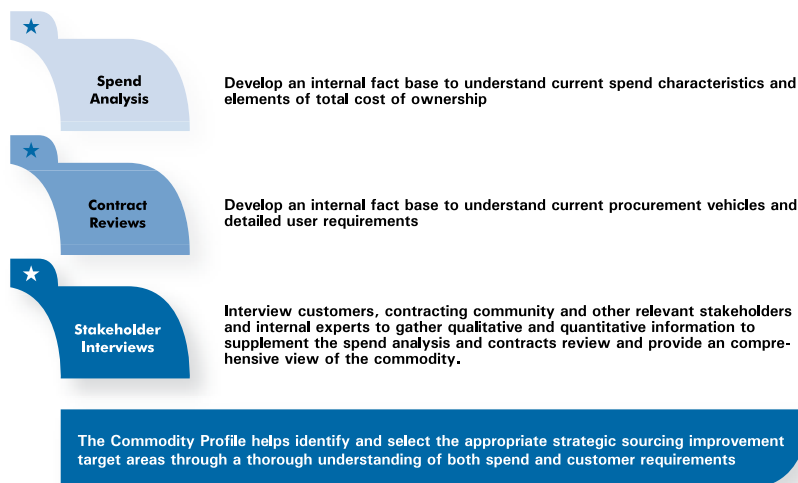 Spend
Analysis
Develop an internal fact base to understand current spend characteristics and
elements of total cost of ownership
Contract
Reviews
Develop an internal fact base to understand current procurement vehicles and
detailed user requirements
Stakeholder
Interviews
Interview customers, contracting community and other relevant stakeholders
and internal experts to gather qualitative and quantitative information to
supplement the spend analysis and contracts review and provide an compre-
hensive view of the commodity.
The Commodity Profile helps identify and select the appropriate strategic sourcing improvement
target areas through a thorough understanding of both spend and customer requirements